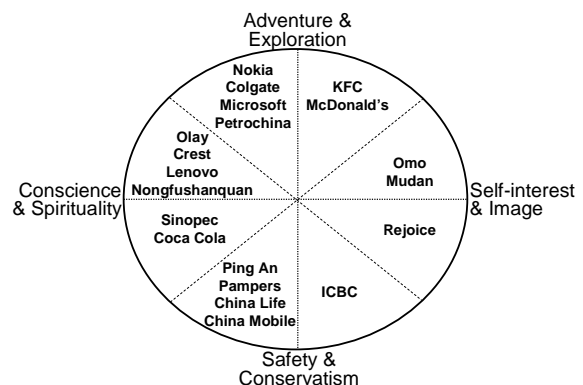 Adventure &
Exploration
Nokia
Colgate
Microsoft
Petrochina
KFC
McDonald's
Olay
Crest
Lenovo
Nongfushanquan
Omo
Mudan
Conscience
& Spirituality
Self-interest
& Image
Sinopec
Coca Cola
Rejoice
Ping An
Pampers
China Life
China Mobile
ICBC
Safety &
Conservatism